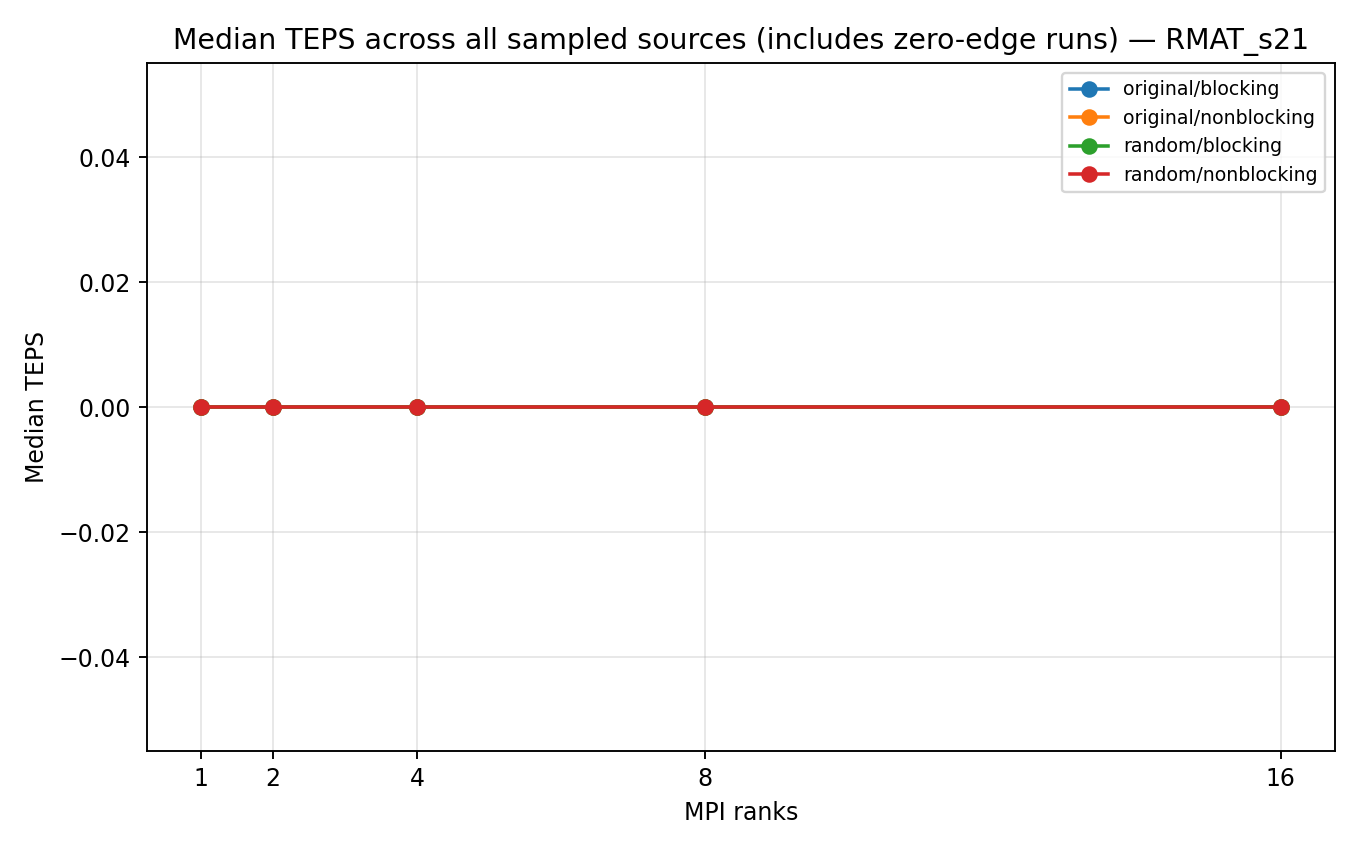 Median TEPS across all sampled sources (includes zero-edge runs) — RMAT_s21
original/blocking
original/nonblocking
random/blocking
random/nonblocking
0.04
0.02
0.00
−0.02
−0.04
Median TEPS
1 2 4 8 16
MPI ranks